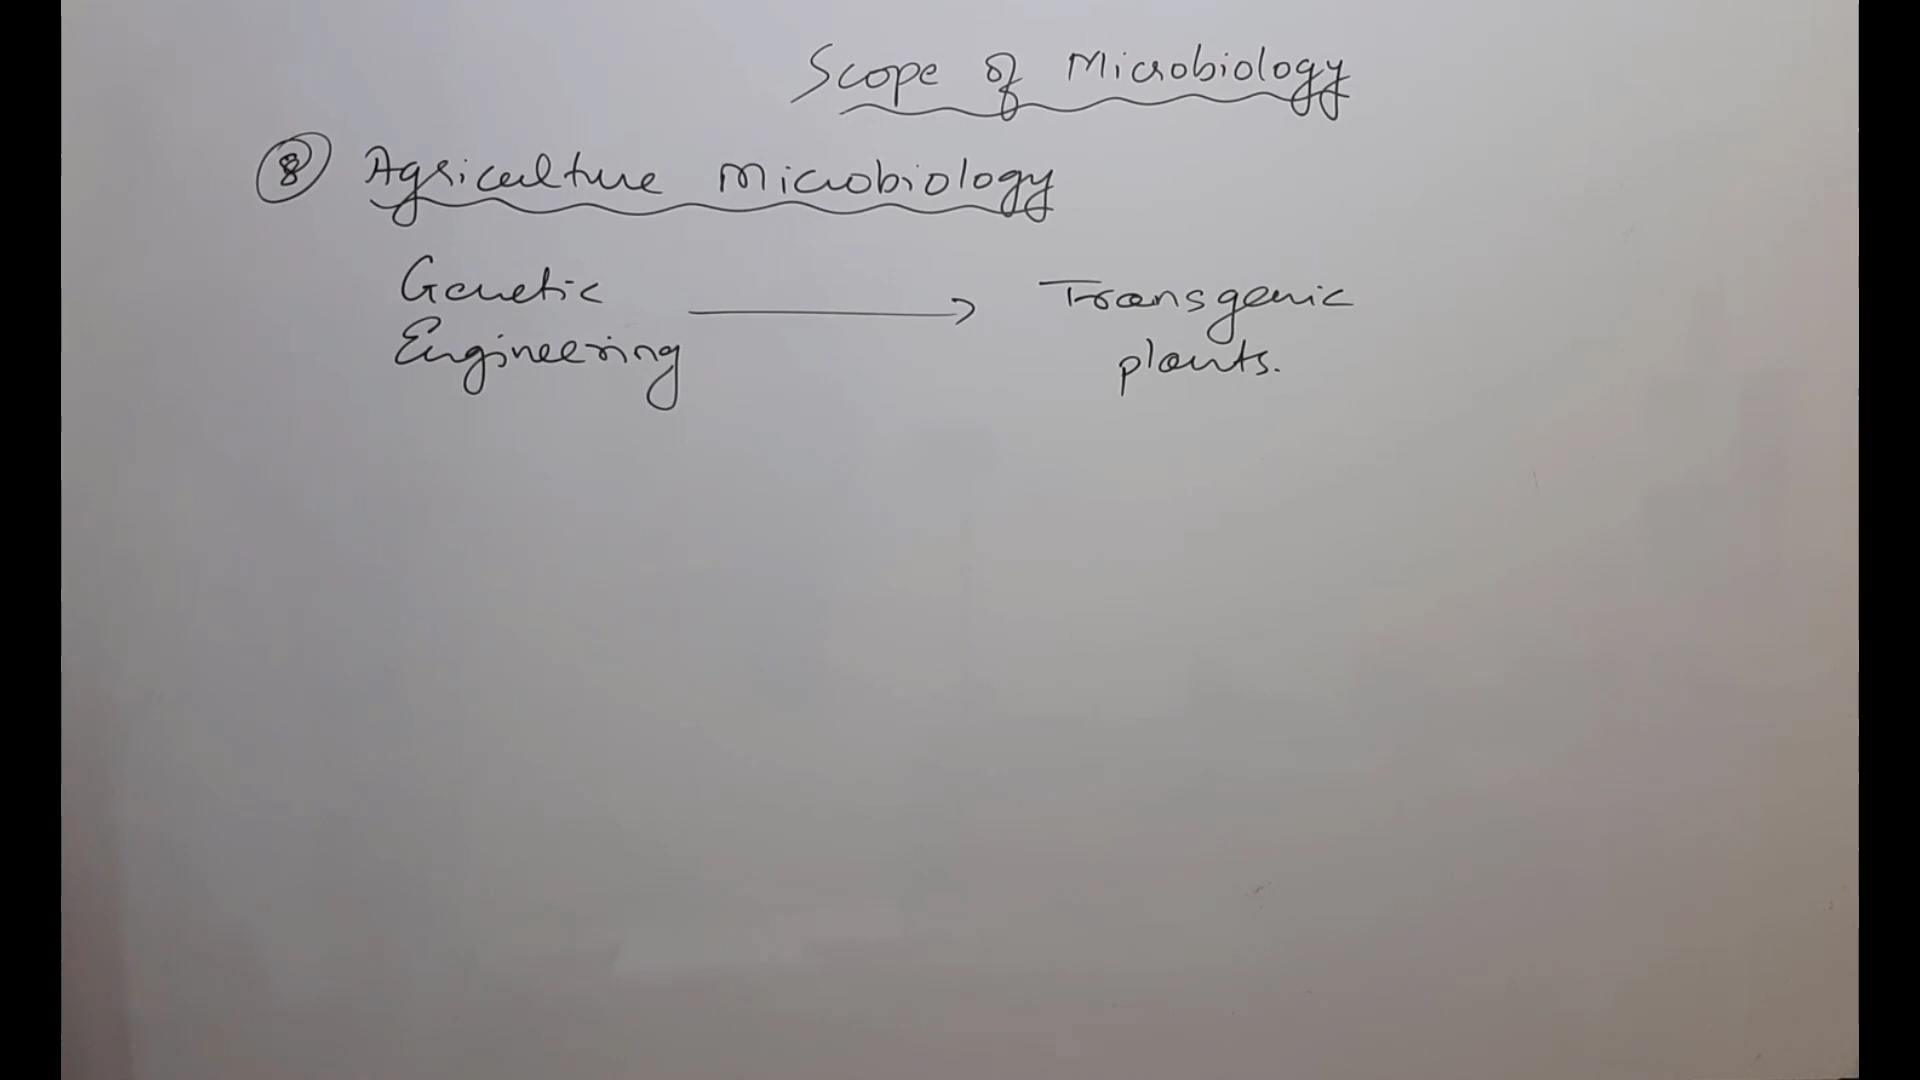 Scope of Microbiology
8 Agriculture Microbiology
Genetic Engineering → Transgenic plants.